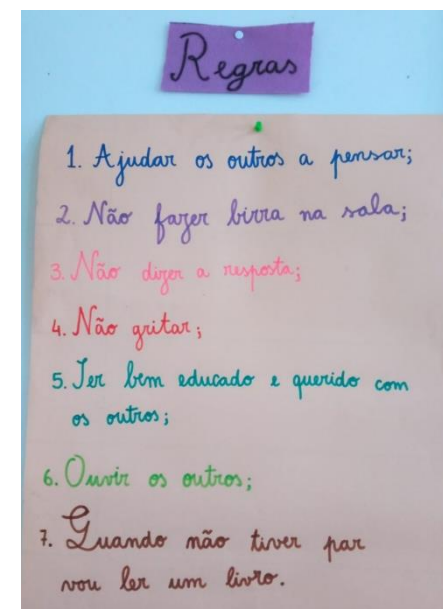 Regras
1. Ajudar os outros a pensar;
2. Não fazer birra na sala;
3. Não dizer a resposta;
4. Não gritar;
5. Ser bem educado e querido com
os outros;
6. Ouvir os outros;
7. Quando não tiver par
vou ler um livro.